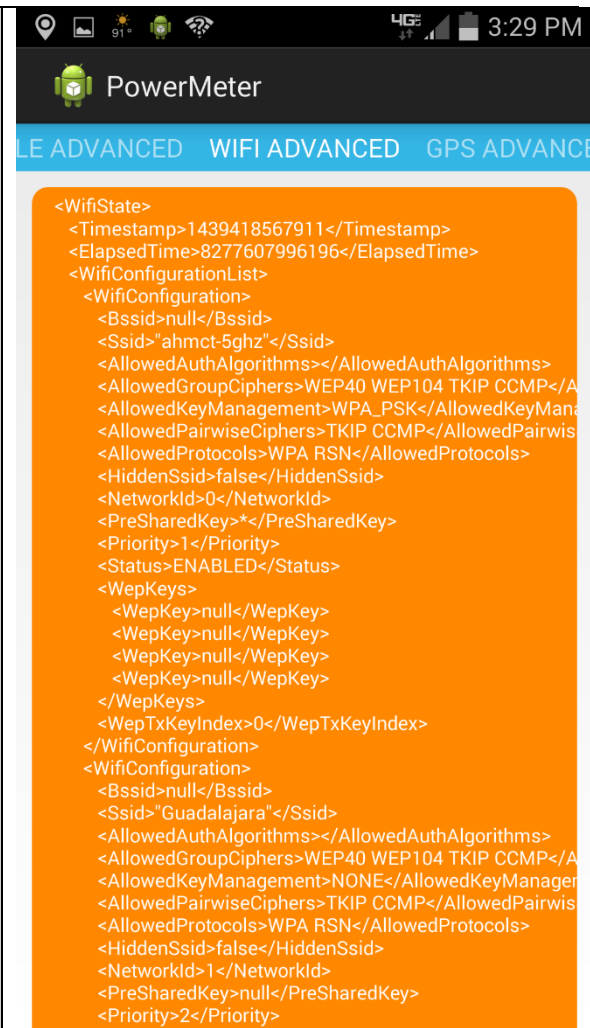 91°
4G
3:29 PM
PowerMeter
LE ADVANCED WIFI ADVANCED GPS ADVANCE
<WifiState>
<Timestamp>1439418567911</Timestamp>
<ElapsedTime>8277607996196</ElapsedTime>
<WifiConfigurationList>
<WifiConfiguration>
<Bssid>null</Bssid>
<Ssid>"ahmct-5ghz"</Ssid>
<AllowedAuthAlgorithms></AllowedAuthAlgorithms>
<AllowedGroupCiphers>WEP40 WEP104 TKIP CCMP</A
<AllowedKeyManagement>WPA_PSK</AllowedKeyMana
<AllowedPairwiseCiphers>TKIP CCMP</AllowedPairwis
<AllowedProtocols>WPA RSN</AllowedProtocols>
<HiddenSsid>false</HiddenSsid>
<NetworkId>0</NetworkId>
<PreSharedKey>*</PreSharedKey>
<Priority>1</Priority>
<Status>ENABLED</Status>
<WepKeys>
<WepKey>null</WepKey>
<WepKey>null</WepKey>
<WepKey>null</WepKey>
<WepKey>null</WepKey>
</WepKeys>
<WepTxKeyIndex>0</WepTxKeyIndex>
</WifiConfiguration>
<WifiConfiguration>
<Bssid>null</Bssid>
<Ssid>"Guadalajara"</Ssid>
<AllowedAuthAlgorithms></AllowedAuthAlgorithms>
<AllowedGroupCiphers>WEP40 WEP104 TKIP CCMP</A
<AllowedKeyManagement>NONE</AllowedKeyManager
<AllowedPairwiseCiphers>TKIP CCMP</AllowedPairwis
<AllowedProtocols>WPA RSN</AllowedProtocols>
<HiddenSsid>false</HiddenSsid>
<NetworkId>1</NetworkId>
<PreSharedKey>null</PreSharedKey>
<Priority>2</Priority>